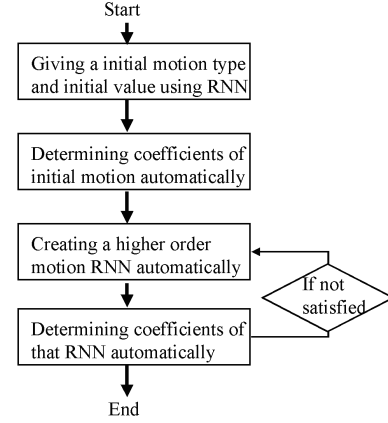 Start
Giving a initial motion type
and initial value using RNN
Determining coefficients of
initial motion automatically
Creating a higher order
motion RNN automatically
If not
satisfied
Determining coefficients of
that RNN automatically
End